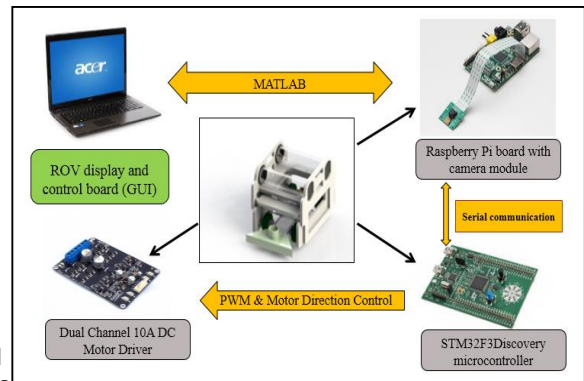 acer
MATLAB
ROV display and
control board (GUI)
Raspberry Pi board with
camera module
Serial communication
PWM & Motor Direction Control
Dual Channel 10A DC
Motor Driver
STM32F3Discovery
microcontroller